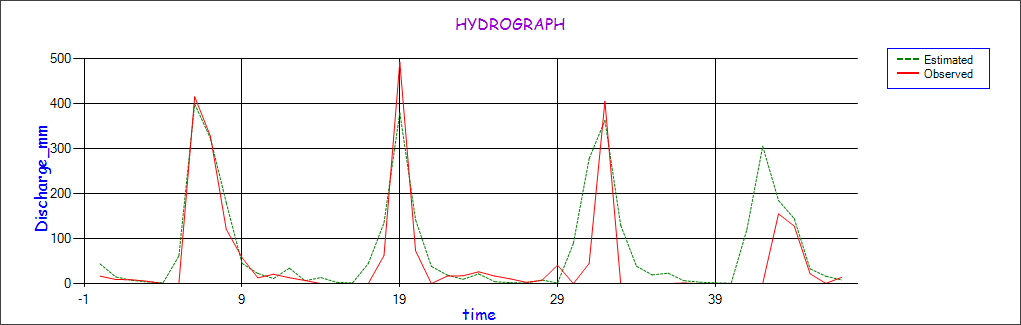 HYDROGRAPH
Estimated
Observed
500
400
300
200
100
0
Discharge_mm
-1 9 19 29 39
time